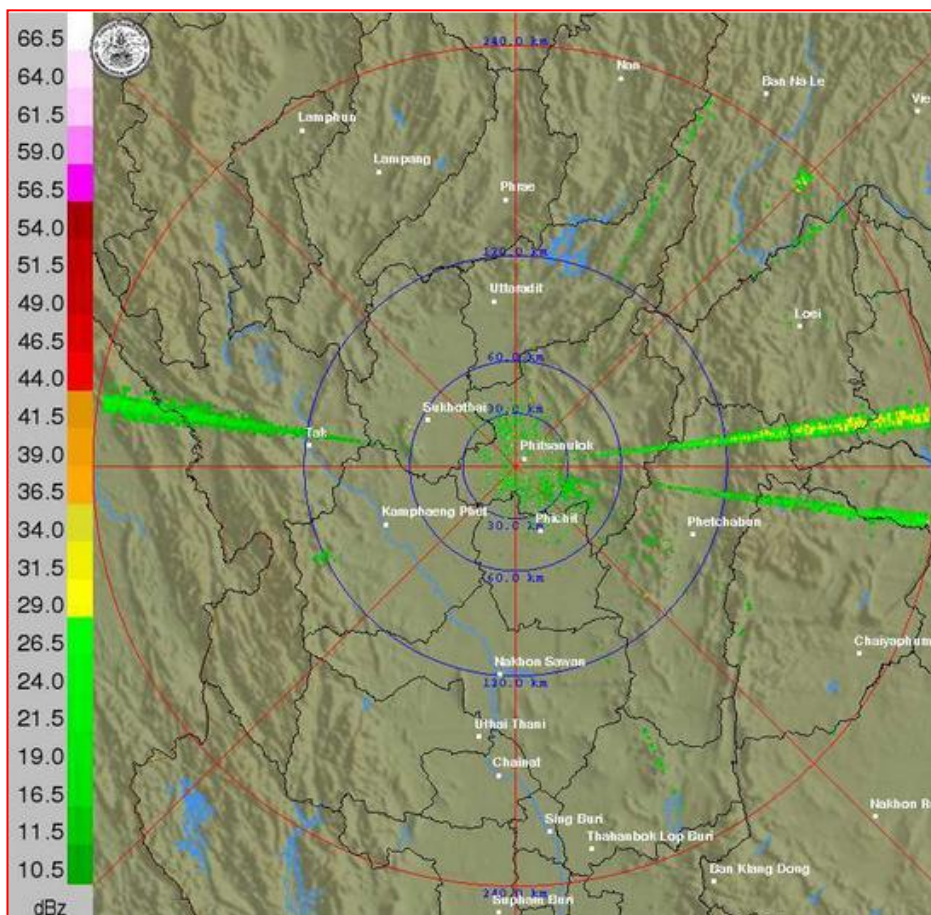 66.5
64.0
61.5
59.0
56.5
54.0
51.5
49.0
46.5
44.0
41.5
39.0
36.5
34.0
31.5
29.0
26.5
24.0
21.5
19.0
16.5
11.5
10.5
dBz
240.0 km
Nan
Ban Na Le
Vie
Lamphun
Lampang
Phrae
120.0 km
Uttaradit
Loei
60.0 km
30.0 km
Sukhothai
Tak
Phitsanulok
Kamphaeng Phet
Phichit
30.0 km
Phetchabun
60.0 km
Chaiyaphum
Nakhon Sawan
120.0 km
Uthai Thani
Chainat
Nakhon R
Sing Buri
Thahanbok Lop Buri
Ban Klang Dong
240.0 km
Supham Buri